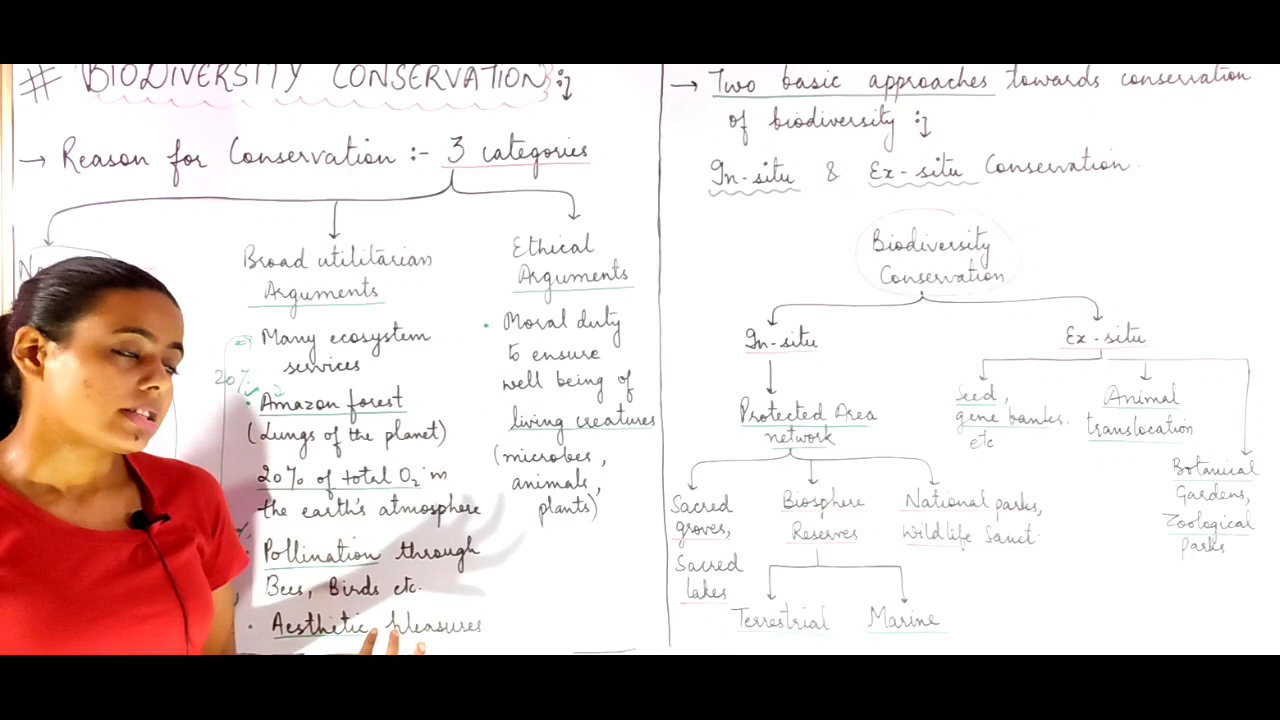 # BIODIVERSITY CONSERVATION :↓
→ Reason for Conservation :- 3 categories
Broad utilitarian
Arguments
⇒ Many ecosystem
services
20%
• Amazon forest
(Lungs of the planet)
20% of total O₂ in
the earth's atmosphere
• Pollination through
Bees, Birds etc.
• Aesthetic Pleasures
Ethical
Arguments
• Moral duty
to ensure
well being of
living creatures
(microbes,
animals,
plants)
→ Two basic approaches towards conservation
of biodiversity :↓
In-situ & Ex-situ Conservation.
Biodiversity
Conservation
In-situ
Protected Area
network
Sacred
groves,
Sacred
lakes
Biosphere
Reserves
Terrestrial
Marine
National parks,
Wildlife Sanct.
Ex-situ
Seed,
gene banks.
etc
Animal
translocation
Botanical
Gardens,
Zoological
Parks